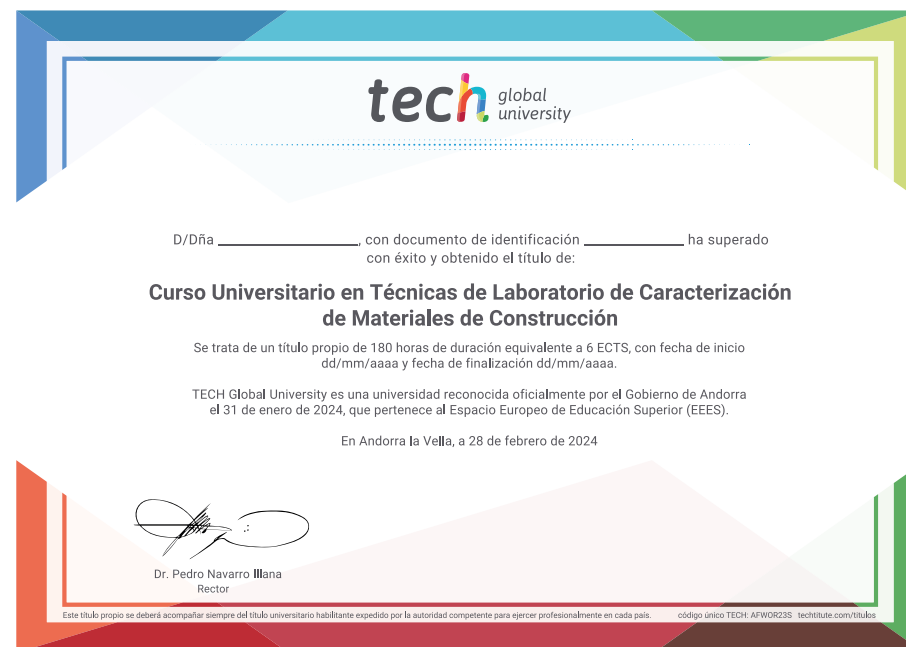 tech global university
D/Dña ____________________, con documento de identificación ______________ ha superado
con éxito y obtenido el título de:
Curso Universitario en Técnicas de Laboratorio de Caracterización
de Materiales de Construcción
Se trata de un título propio de 180 horas de duración equivalente a 6 ECTS, con fecha de inicio
dd/mm/aaaa y fecha de finalización dd/mm/aaaa.
TECH Global University es una universidad reconocida oficialmente por el Gobierno de Andorra
el 31 de enero de 2024, que pertenece al Espacio Europeo de Educación Superior (EEES).
En Andorra la Vella, a 28 de febrero de 2024
Dr. Pedro Navarro Illana
Rector
Este título propio se deberá acompañar siempre del título universitario habilitante expedido por la autoridad competente para ejercer profesionalmente en cada país. código único TECH: AFWOR23S techtitute.com/titulos